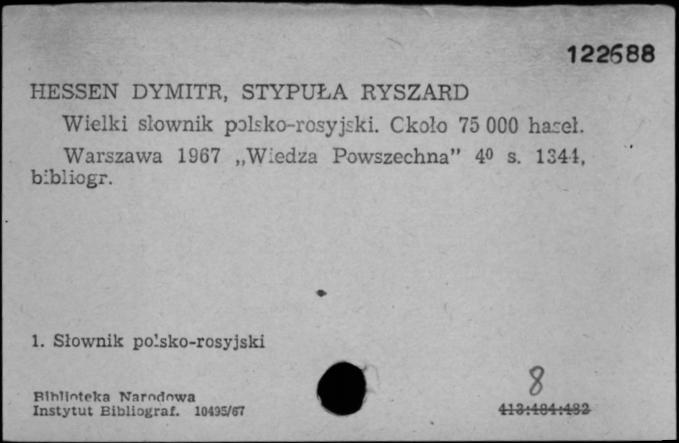 122688
HESSEN DYMITR, STYPUŁA RYSZARD
Wielki słownik polsko-rosyjski. Około 75 000 haseł.
Warszawa 1967 „Wiedza Powszechna” 4º s. 1344,
bibliogr.
1. Słownik polsko-rosyjski
8
Biblioteka Narodowa
Instytut Bibliograf. 10495/67
413:484:482